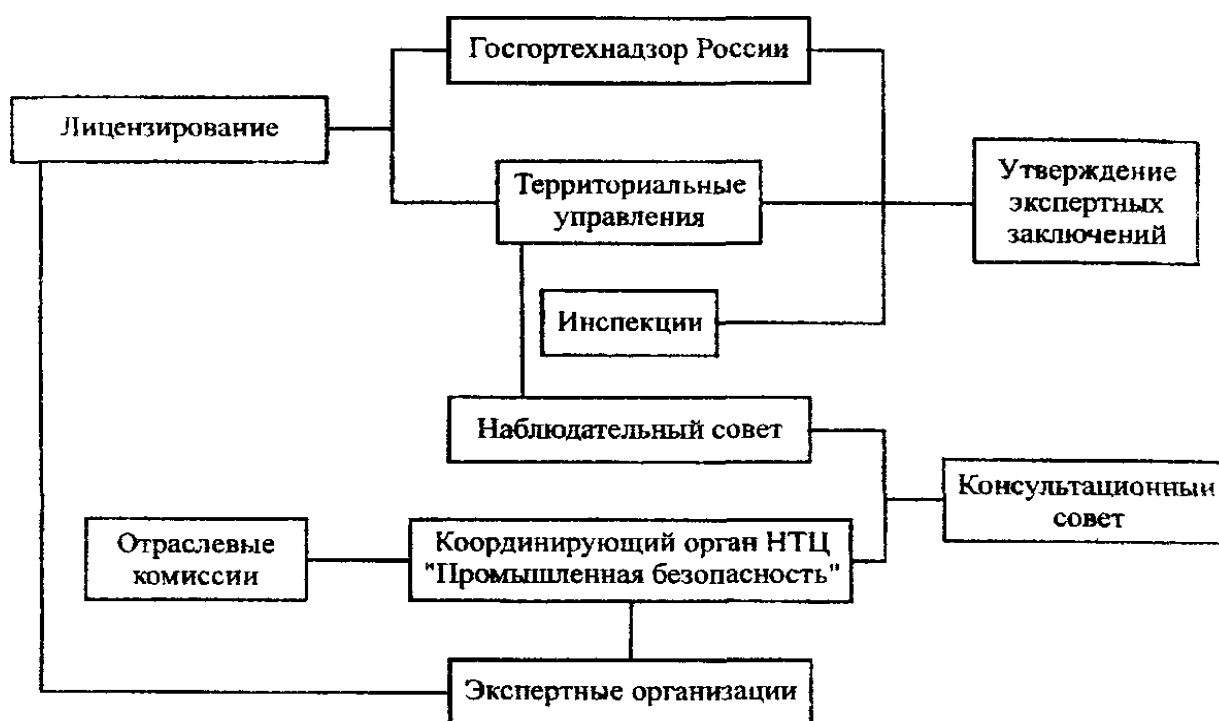 Госгортехнадзор России
Лицензирование
Территориальные
управления
Утверждение
экспертных
заключений
Инспекции
Наблюдательный совет
Консультационный
совет
Отраслевые
комиссии
Координирующий орган НТЦ
"Промышленная безопасность"
Экспертные организации